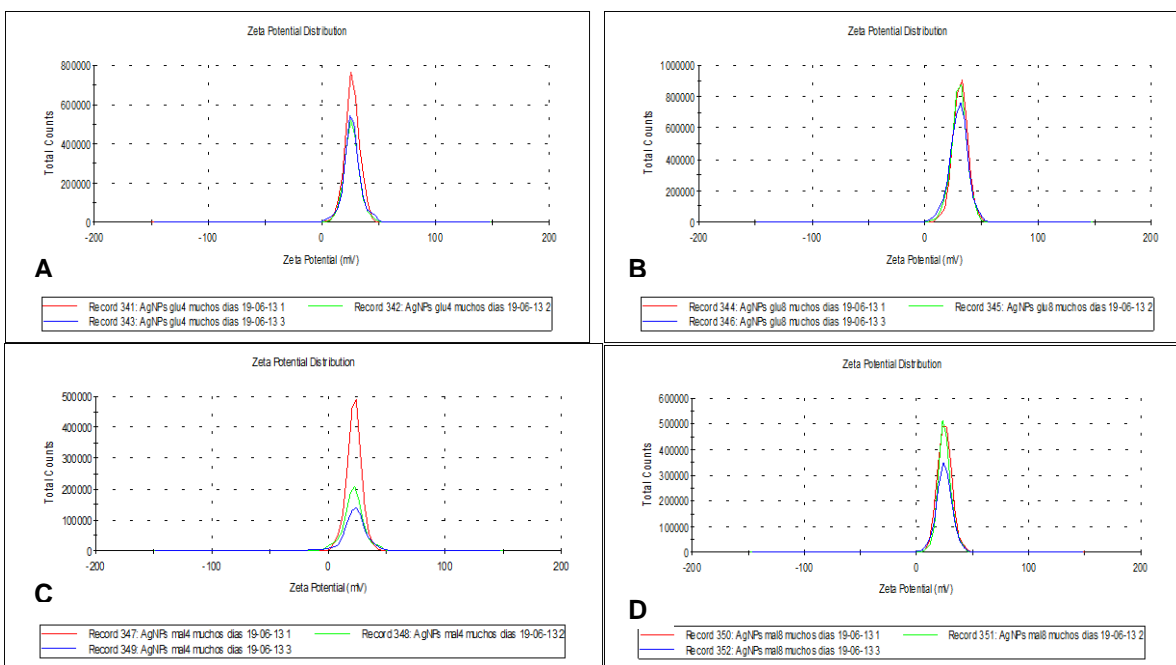 Zeta Potential Distribution
800000
600000
400000
200000
0
Total Counts
-200 -100 0 100 200
Zeta Potential (mV)
A
Record 341: AgNPs glu4 muchos dias 19-06-13 1 Record 342: AgNPs glu4 muchos dias 19-06-13 2
Record 343: AgNPs glu4 muchos dias 19-06-13 3
Zeta Potential Distribution
1000000
800000
600000
400000
200000
0
Total Counts
-200 -100 0 100 200
Zeta Potential (mV)
B
Record 344: AgNPs glu8 muchos dias 19-06-13 1 Record 345: AgNPs glu8 muchos dias 19-06-13 2
Record 346: AgNPs glu8 muchos dias 19-06-13 3
Zeta Potential Distribution
500000
400000
300000
200000
100000
0
Total Counts
-200 -100 0 100 200
Zeta Potential (mV)
C
Record 347: AgNPs mal4 muchos dias 19-06-13 1 Record 348: AgNPs mal4 muchos dias 19-06-13 2
Record 349: AgNPs mal4 muchos dias 19-06-13 3
Zeta Potential Distribution
600000
500000
400000
300000
200000
100000
0
Total Counts
-200 -100 0 100 200
Zeta Potential (mV)
D
Record 350: AgNPs mal8 muchos dias 19-06-13 1 Record 351: AgNPs mal8 muchos dias 19-06-13 2
Record 352: AgNPs mal8 muchos dias 19-06-13 3